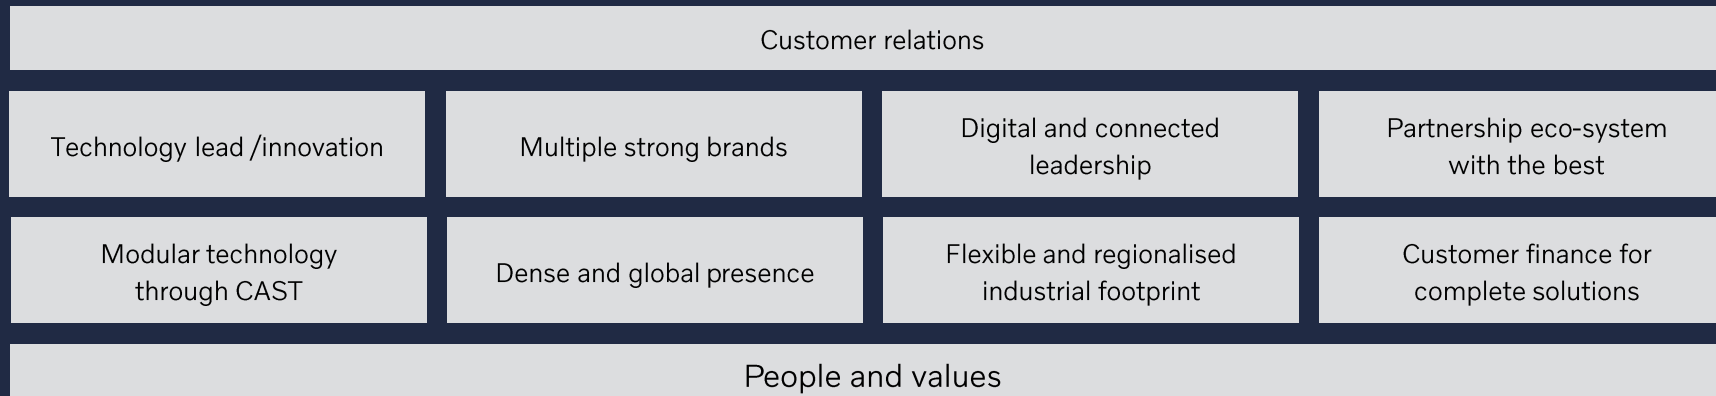 Customer relations
Technology lead /innovation
Multiple strong brands
Digital and connected
leadership
Partnership eco-system
with the best
Modular technology
through CAST
Dense and global presence
Flexible and regionalised
industrial footprint
Customer finance for
complete solutions
People and values